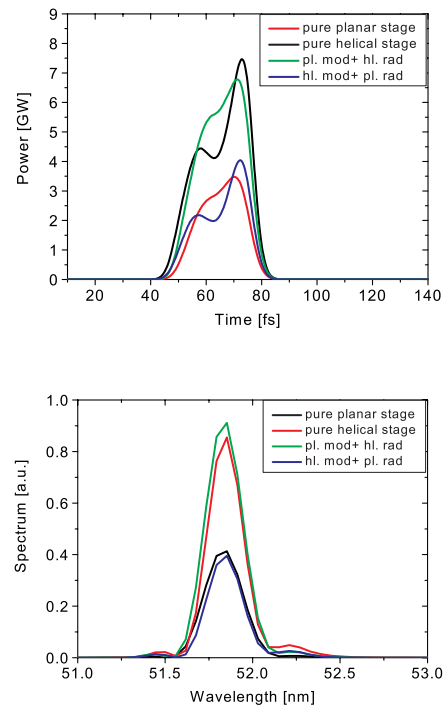 9
8
7
6
5
4
3
2
1
0
Power [GW]
pure planar stage
pure helical stage
pl. mod+ hl. rad
hl. mod+ pl. rad
20 40 60 80 100 120 140
Time [fs]
1.0
0.8
0.6
0.4
0.2
0.0
Spectrum [a.u.]
pure planar stage
pure helical stage
pl. mod+ hl. rad
hl. mod+ pl. rad
51.0 51.5 52.0 52.5 53.0
Wavelength [nm]